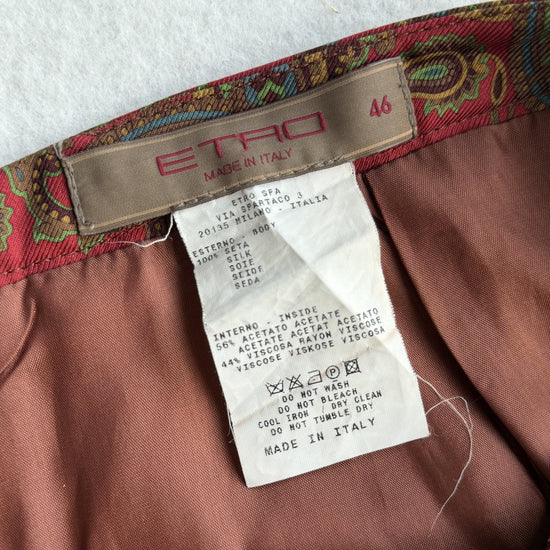 ETRO
46
MADE IN ITALY
ETRO SPA
VIA SPARTACO 3
20135 MILANO - ITALIA
ESTERNO - BODY
100% SETA
SILK
SOIE
SEIDE
SEDA
INTERNO - INSIDE
56% ACETATO ACETATE
ACETATE ACETAT ACETATO
44% VISCOSA RAYON VISCOSE
VISCOSE VISKOSE VISCOSA
P
DO NOT WASH
DO NOT BLEACH
COOL IRON / DRY CLEAN
DO NOT TUMBLE DRY
MADE IN ITALY